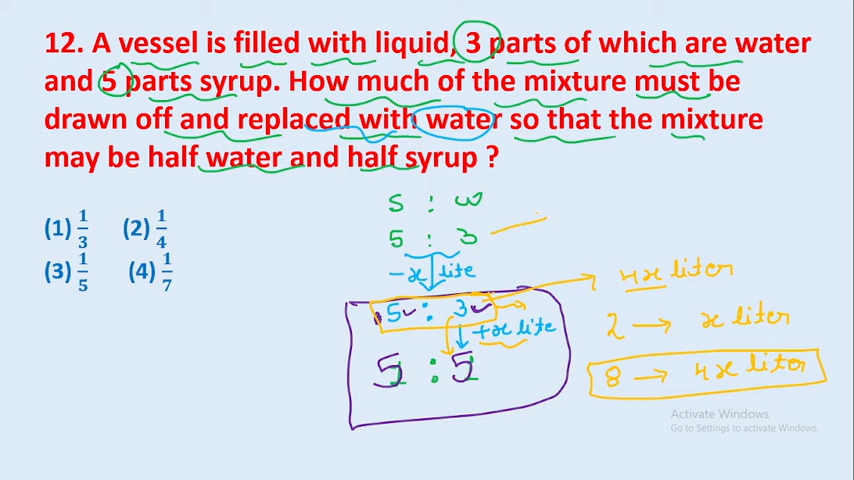 12. A vessel is filled with liquid, 3 parts of which are water
and 5 parts syrup. How much of the mixture must be
drawn off and replaced with water so that the mixture
may be half water and half syrup ?
(1) 1/3 (2) 1/4
(3) 1/5 (4) 1/7
S : W
5 : 3
-x lite
5 : 3
+x lite
5 : 5
4x liter
2 → x liter
8 → 4x liter
Activate Windows
Go to Settings to activate Windows.